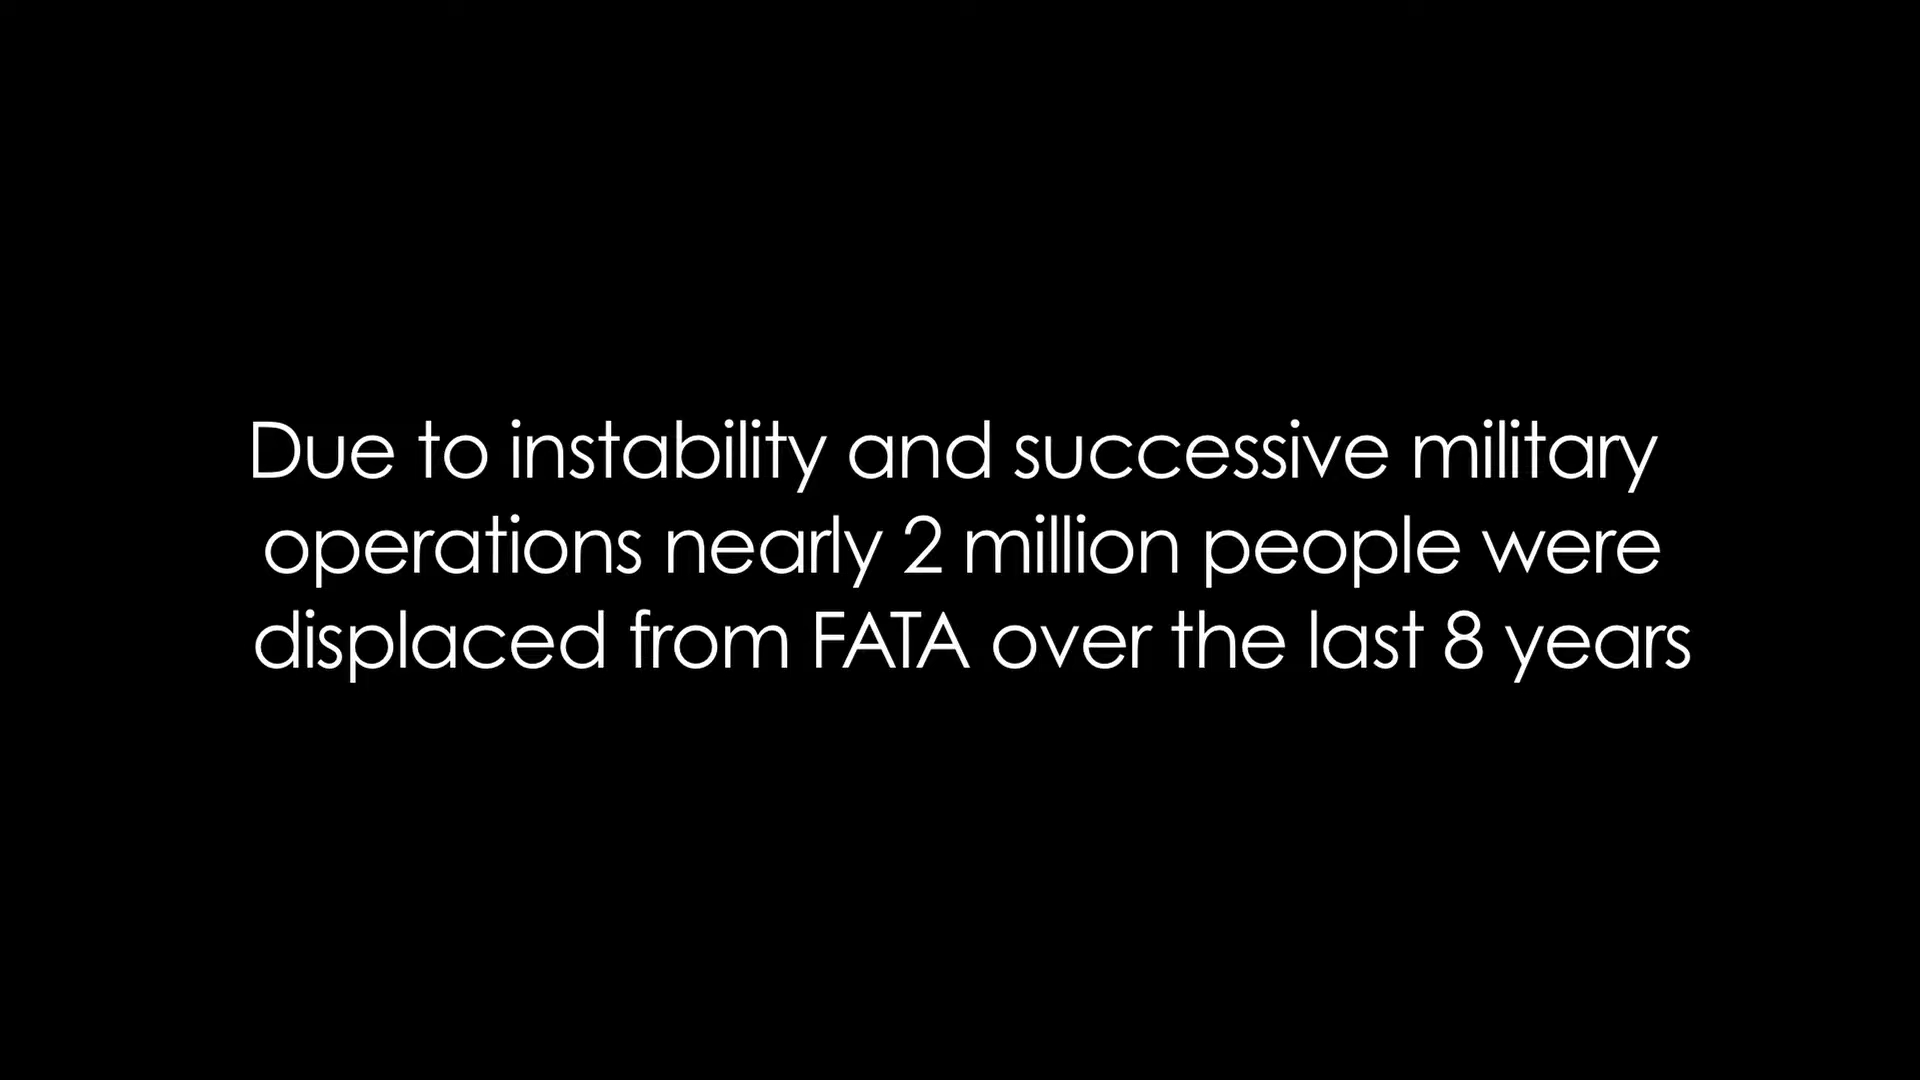 Due to instability and successive military
operations nearly 2 million people were
displaced from FATA over the last 8 years